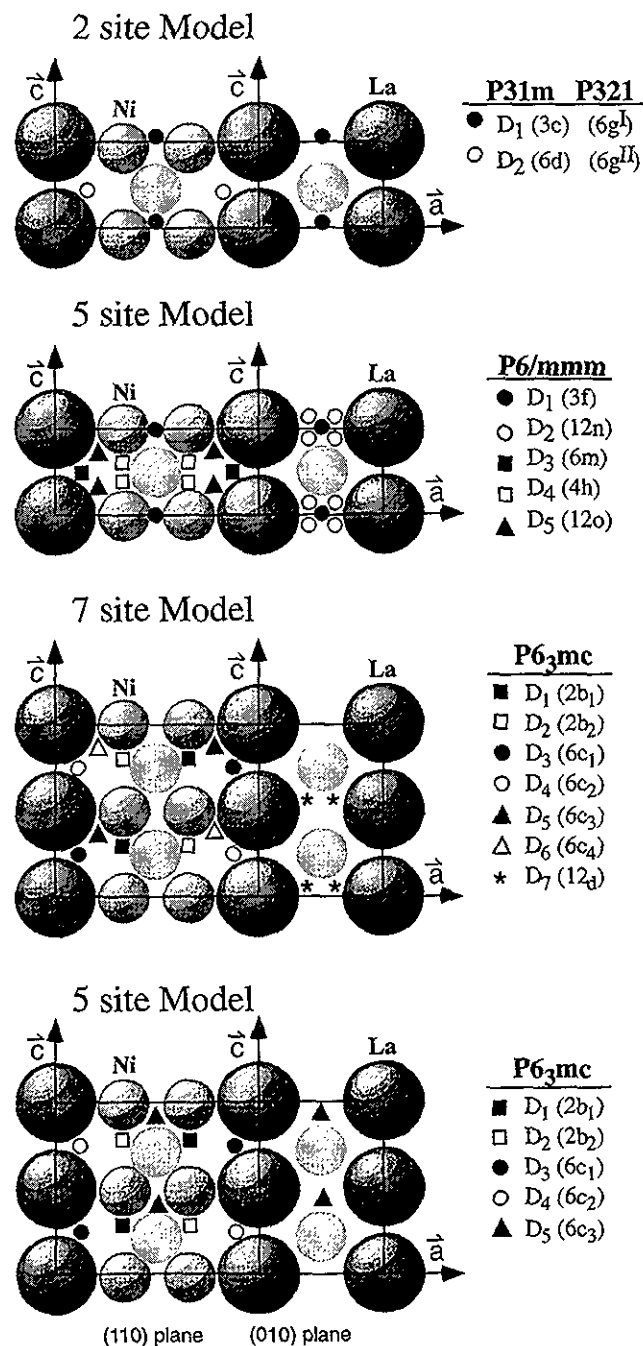 2 site Model
c
Ni
c
La
a
P31m P321
D1 (3c) (6g^I)
D2 (6d) (6g^II)
5 site Model
c
Ni
c
La
a
P6/mmm
D1 (3f)
D2 (12n)
D3 (6m)
D4 (4h)
D5 (12o)
7 site Model
c
Ni
c
La
a
P63mc
D1 (2b1)
D2 (2b2)
D3 (6c1)
D4 (6c2)
D5 (6c3)
D6 (6c4)
* D7 (12d)
5 site Model
c
Ni
c
La
a
P63mc
D1 (2b1)
D2 (2b2)
D3 (6c1)
D4 (6c2)
D5 (6c3)
(110) plane (010) plane